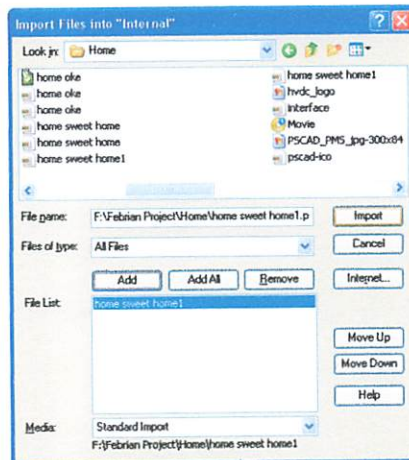 Import Files into "Internal"
Look in: Home
home oke
home oke
home oke
home sweet home
home sweet home
home sweet home1
home sweet home1
hvdc_logo
interface
Movie
PSCAD_PMS_jpg-300x84
pscad-ico
File name: F:\Febrian Project\Home\home sweet home1.p
Import
Files of type: All Files
Cancel
Add Add All Remove Internet...
File List: home sweet home1
Move Up
Move Down
Help
Media: Standard Import
F:\Febrian Project\Home\home sweet home1